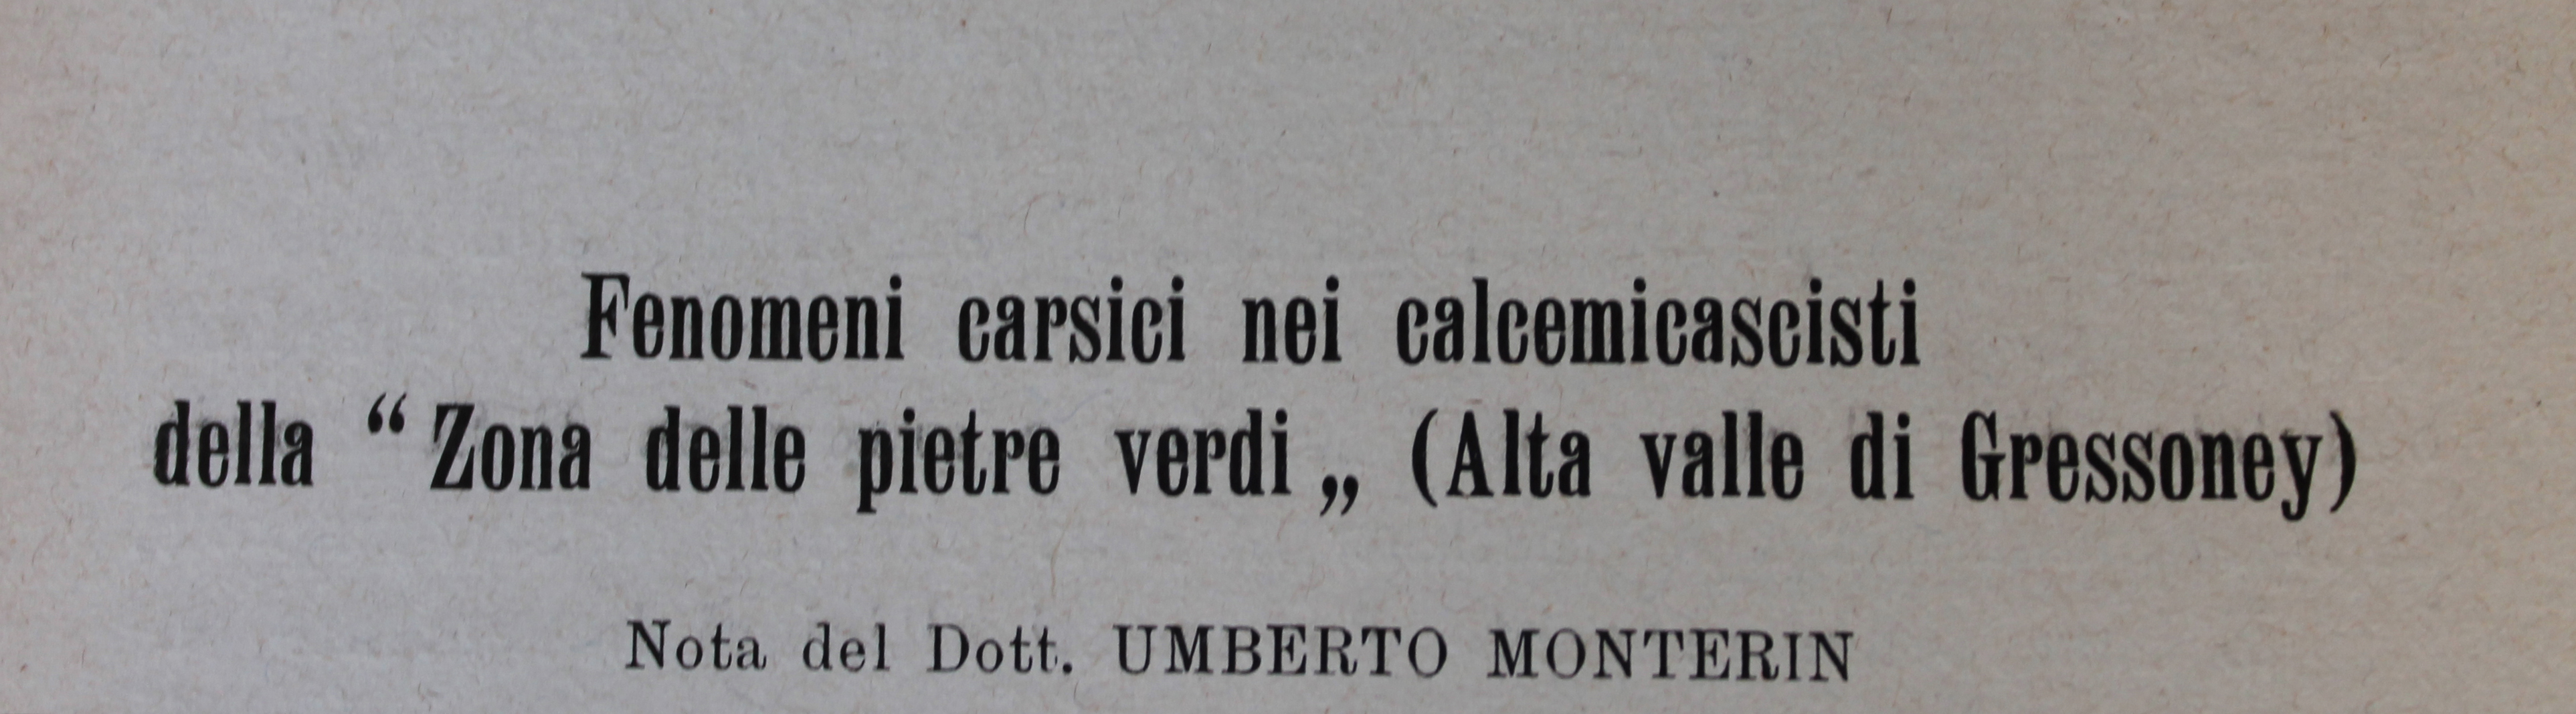 Fenomeni carsici nei calcemicascisti
della “ Zona delle pietre verdi „ (Alta valle di Gressoney)
Nota del Dott. UMBERTO MONTERIN